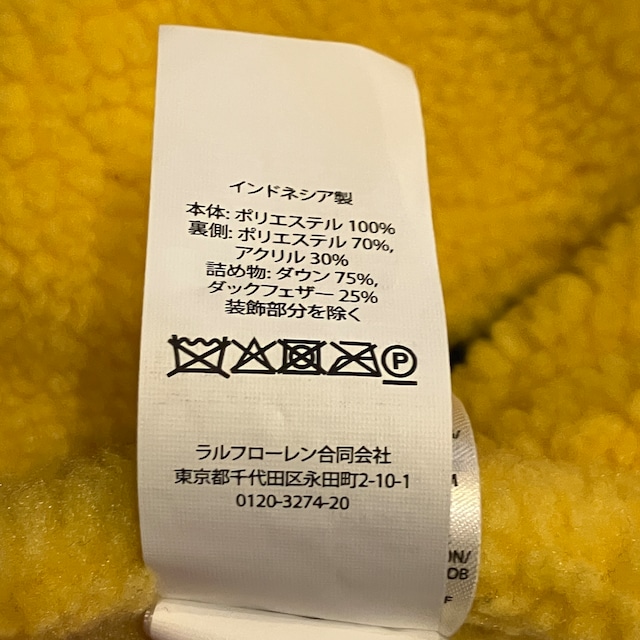 インドネシア製
本体: ポリエステル 100%
裏側: ポリエステル 70%,
アクリル 30%
詰め物: ダウン 75%,
ダックフェザー 25%
装飾部分を除く
P
ラルフローレン合同会社
東京都千代田区永田町2-10-1
0120-3274-20